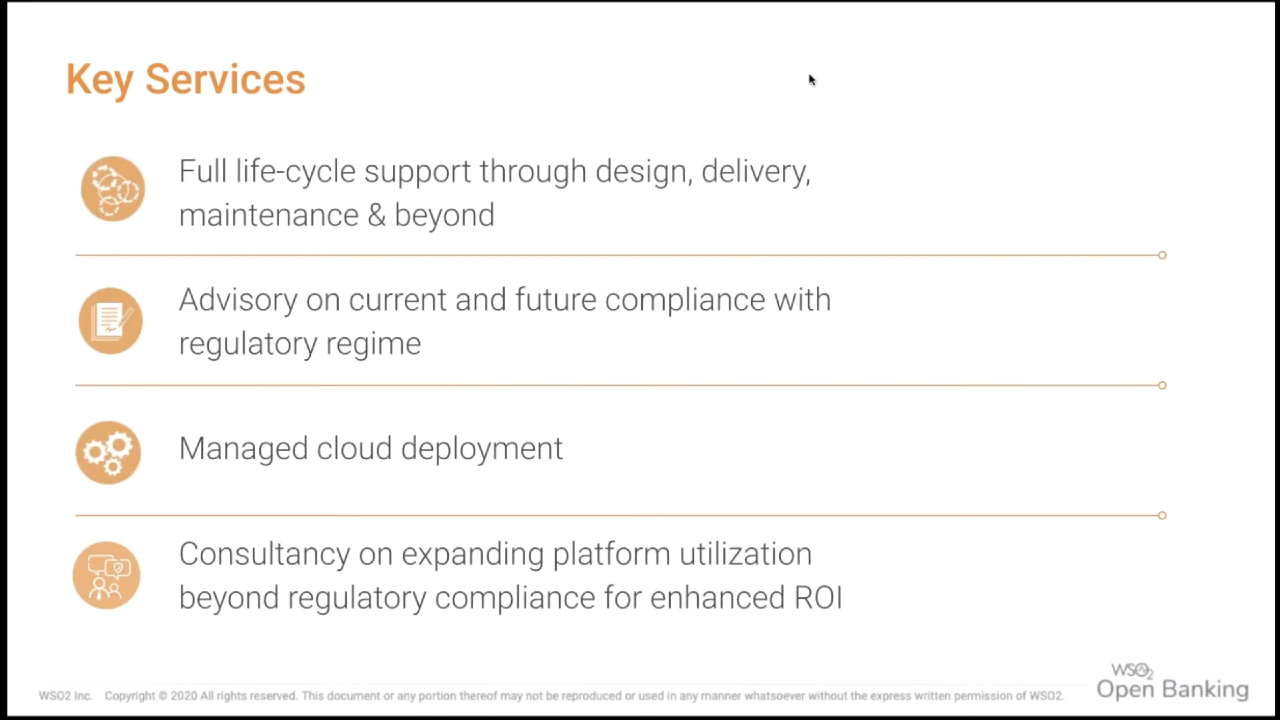 Key Services
Full life-cycle support through design, delivery,
maintenance & beyond
Advisory on current and future compliance with
regulatory regime
Managed cloud deployment
Consultancy on expanding platform utilization
beyond regulatory compliance for enhanced ROI
WSO2 Inc. Copyright © 2020 All rights reserved. This document or any portion thereof may not be reproduced or used in any manner whatsoever without the express written permission of WSO2.
WSO2
Open Banking